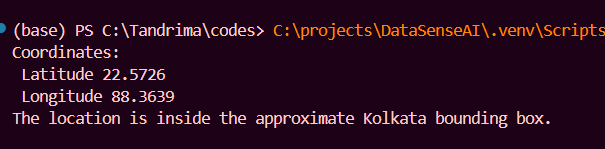 (base) PS C:\Tandrima\codes> C:\projects\DataSenseAI\.venv\Scripts
Coordinates:
Latitude 22.5726
Longitude 88.3639
The location is inside the approximate Kolkata bounding box.